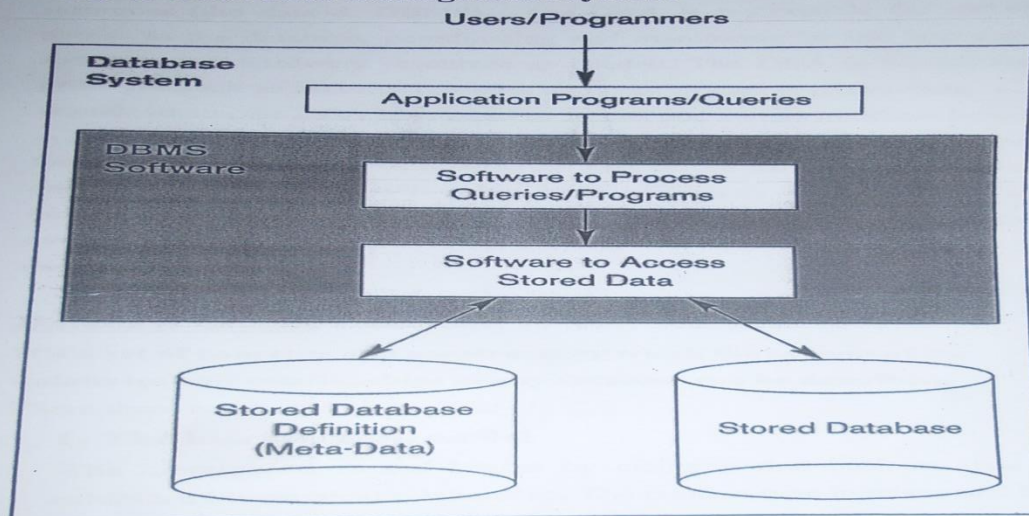 Users/Programmers
Database
System
Application Programs/Queries
DBMS
Software
Software to Process
Queries/Programs
Software to Access
Stored Data
Stored Database
Definition
(Meta-Data)
Stored Database